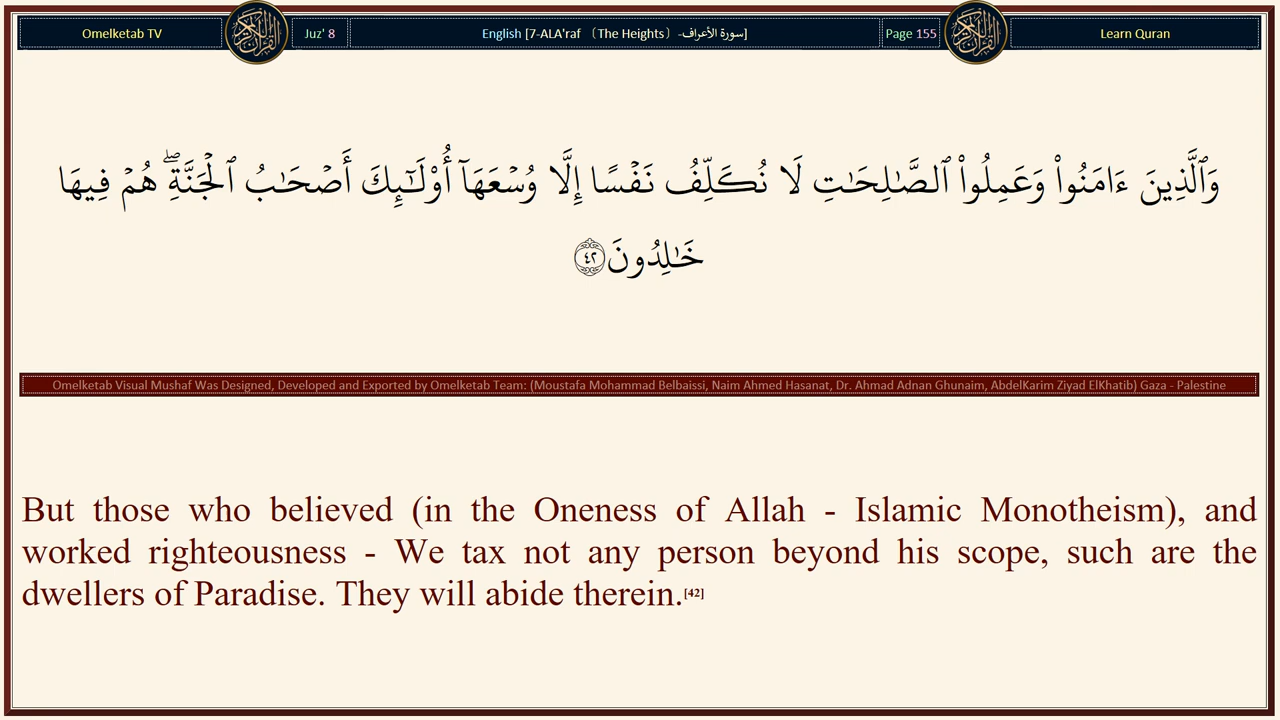 Omelketab TV
Juz' 8
English [7-ALA'raf （The Heights）-سورة الأعراف]
Page 155
Learn Quran
وَٱلَّذِينَ ءَامَنُوا۟ وَعَمِلُوا۟ ٱلصَّـٰلِحَـٰتِ لَا نُكَلِّفُ نَفْسًا إِلَّا وُسْعَهَآ أُو۟لَـٰٓئِكَ أَصْحَـٰبُ ٱلْجَنَّةِ ۖ هُمْ فِيهَا
خَـٰلِدُونَ ٤٢
Omelketab Visual Mushaf Was Designed, Developed and Exported by Omelketab Team: (Moustafa Mohammad Belbaissi, Naim Ahmed Hasanat, Dr. Ahmad Adnan Ghunaim, AbdelKarim Ziyad ElKhatib) Gaza - Palestine
But those who believed (in the Oneness of Allah - Islamic Monotheism), and
worked righteousness - We tax not any person beyond his scope, such are the
dwellers of Paradise. They will abide therein.[42]